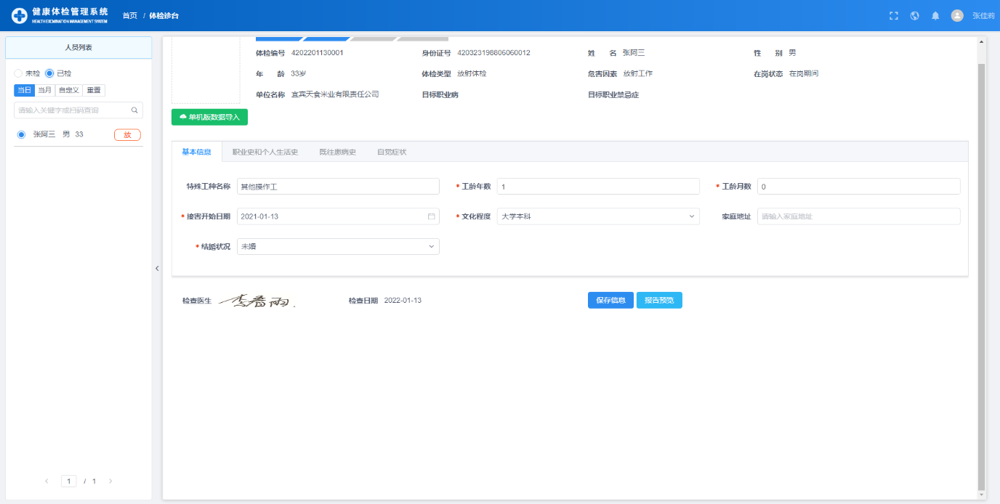 健康体检管理系统
HEALTH EXMINATION MANAGEMENT SYATEM
首页 / 体检诊台
张佳莉
人员列表
未检 已检
当日 当月 自定义 重置
请输入关键字或扫码查询
张阿三 男 33 放
1 / 1
体检编号 4202201130001 身份证号 420323198806060012 姓 名 张阿三 性 别 男
年 龄 33岁 体检类型 放射体检 危害因素 放射工作 在岗状态 在岗期间
单位名称 宜宾天食米业有限责任公司 目标职业病 目标职业禁忌症
单机版数据导入
基本信息 职业史和个人生活史 既往患病史 自觉症状
特殊工种名称 其他操作工 * 工龄年数 1 * 工龄月数 0
* 接害开始日期 2021-01-13 * 文化程度 大学本科 家庭地址 请输入家庭地址
* 结婚状况 未婚
检查医生 检查日期 2022-01-13 保存信息 报告预览